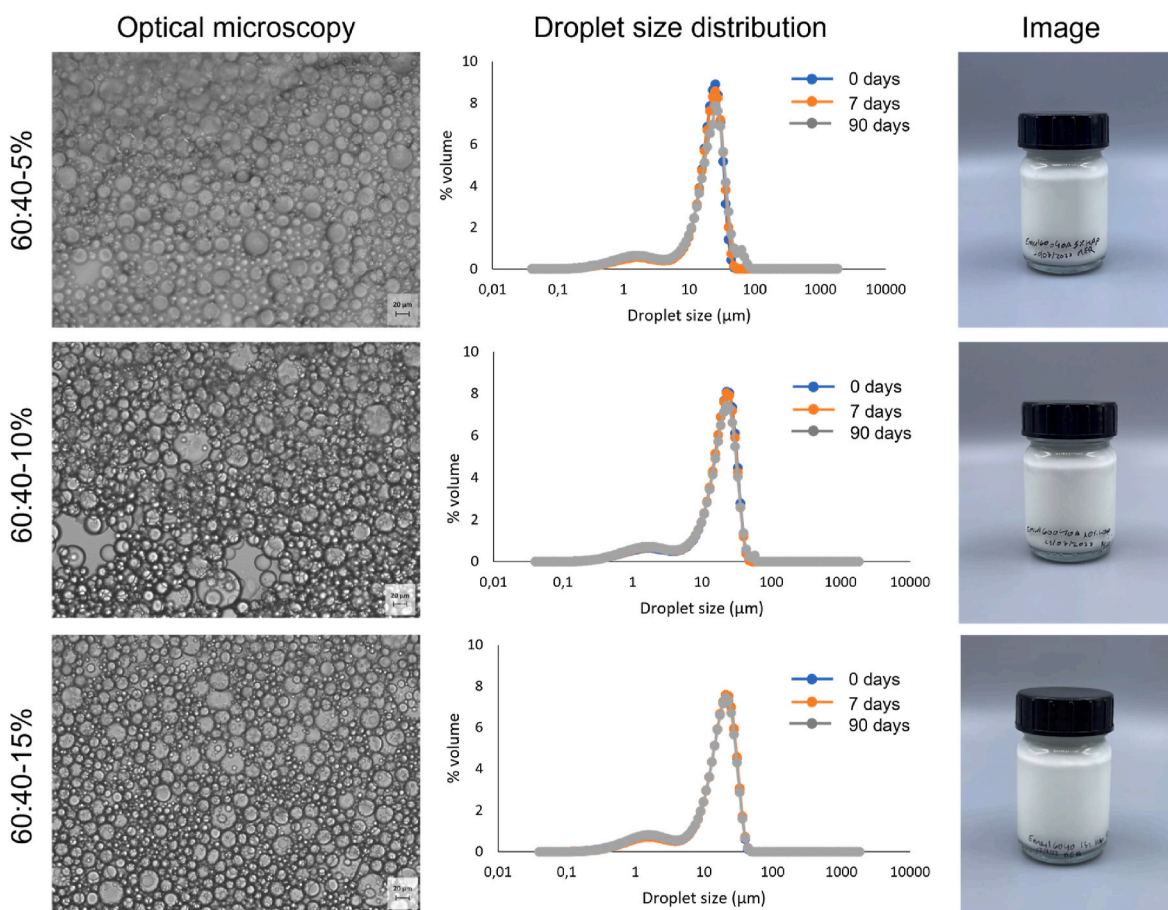 Optical microscopy
Droplet size distribution
Image
60:40-5%
20 µm
10
8
6
4
2
0
% volume
0,01
0,1
1
10
100
1000
10000
Droplet size (µm)
0 days
7 days
90 days
60:40-10%
20 µm
10
8
6
4
2
0
% volume
0,01
0,1
1
10
100
1000
10000
Droplet size (µm)
0 days
7 days
90 days
60:40-15%
20 µm
10
8
6
4
2
0
% volume
0,01
0,1
1
10
100
1000
10000
Droplet size (µm)
0 days
7 days
90 days